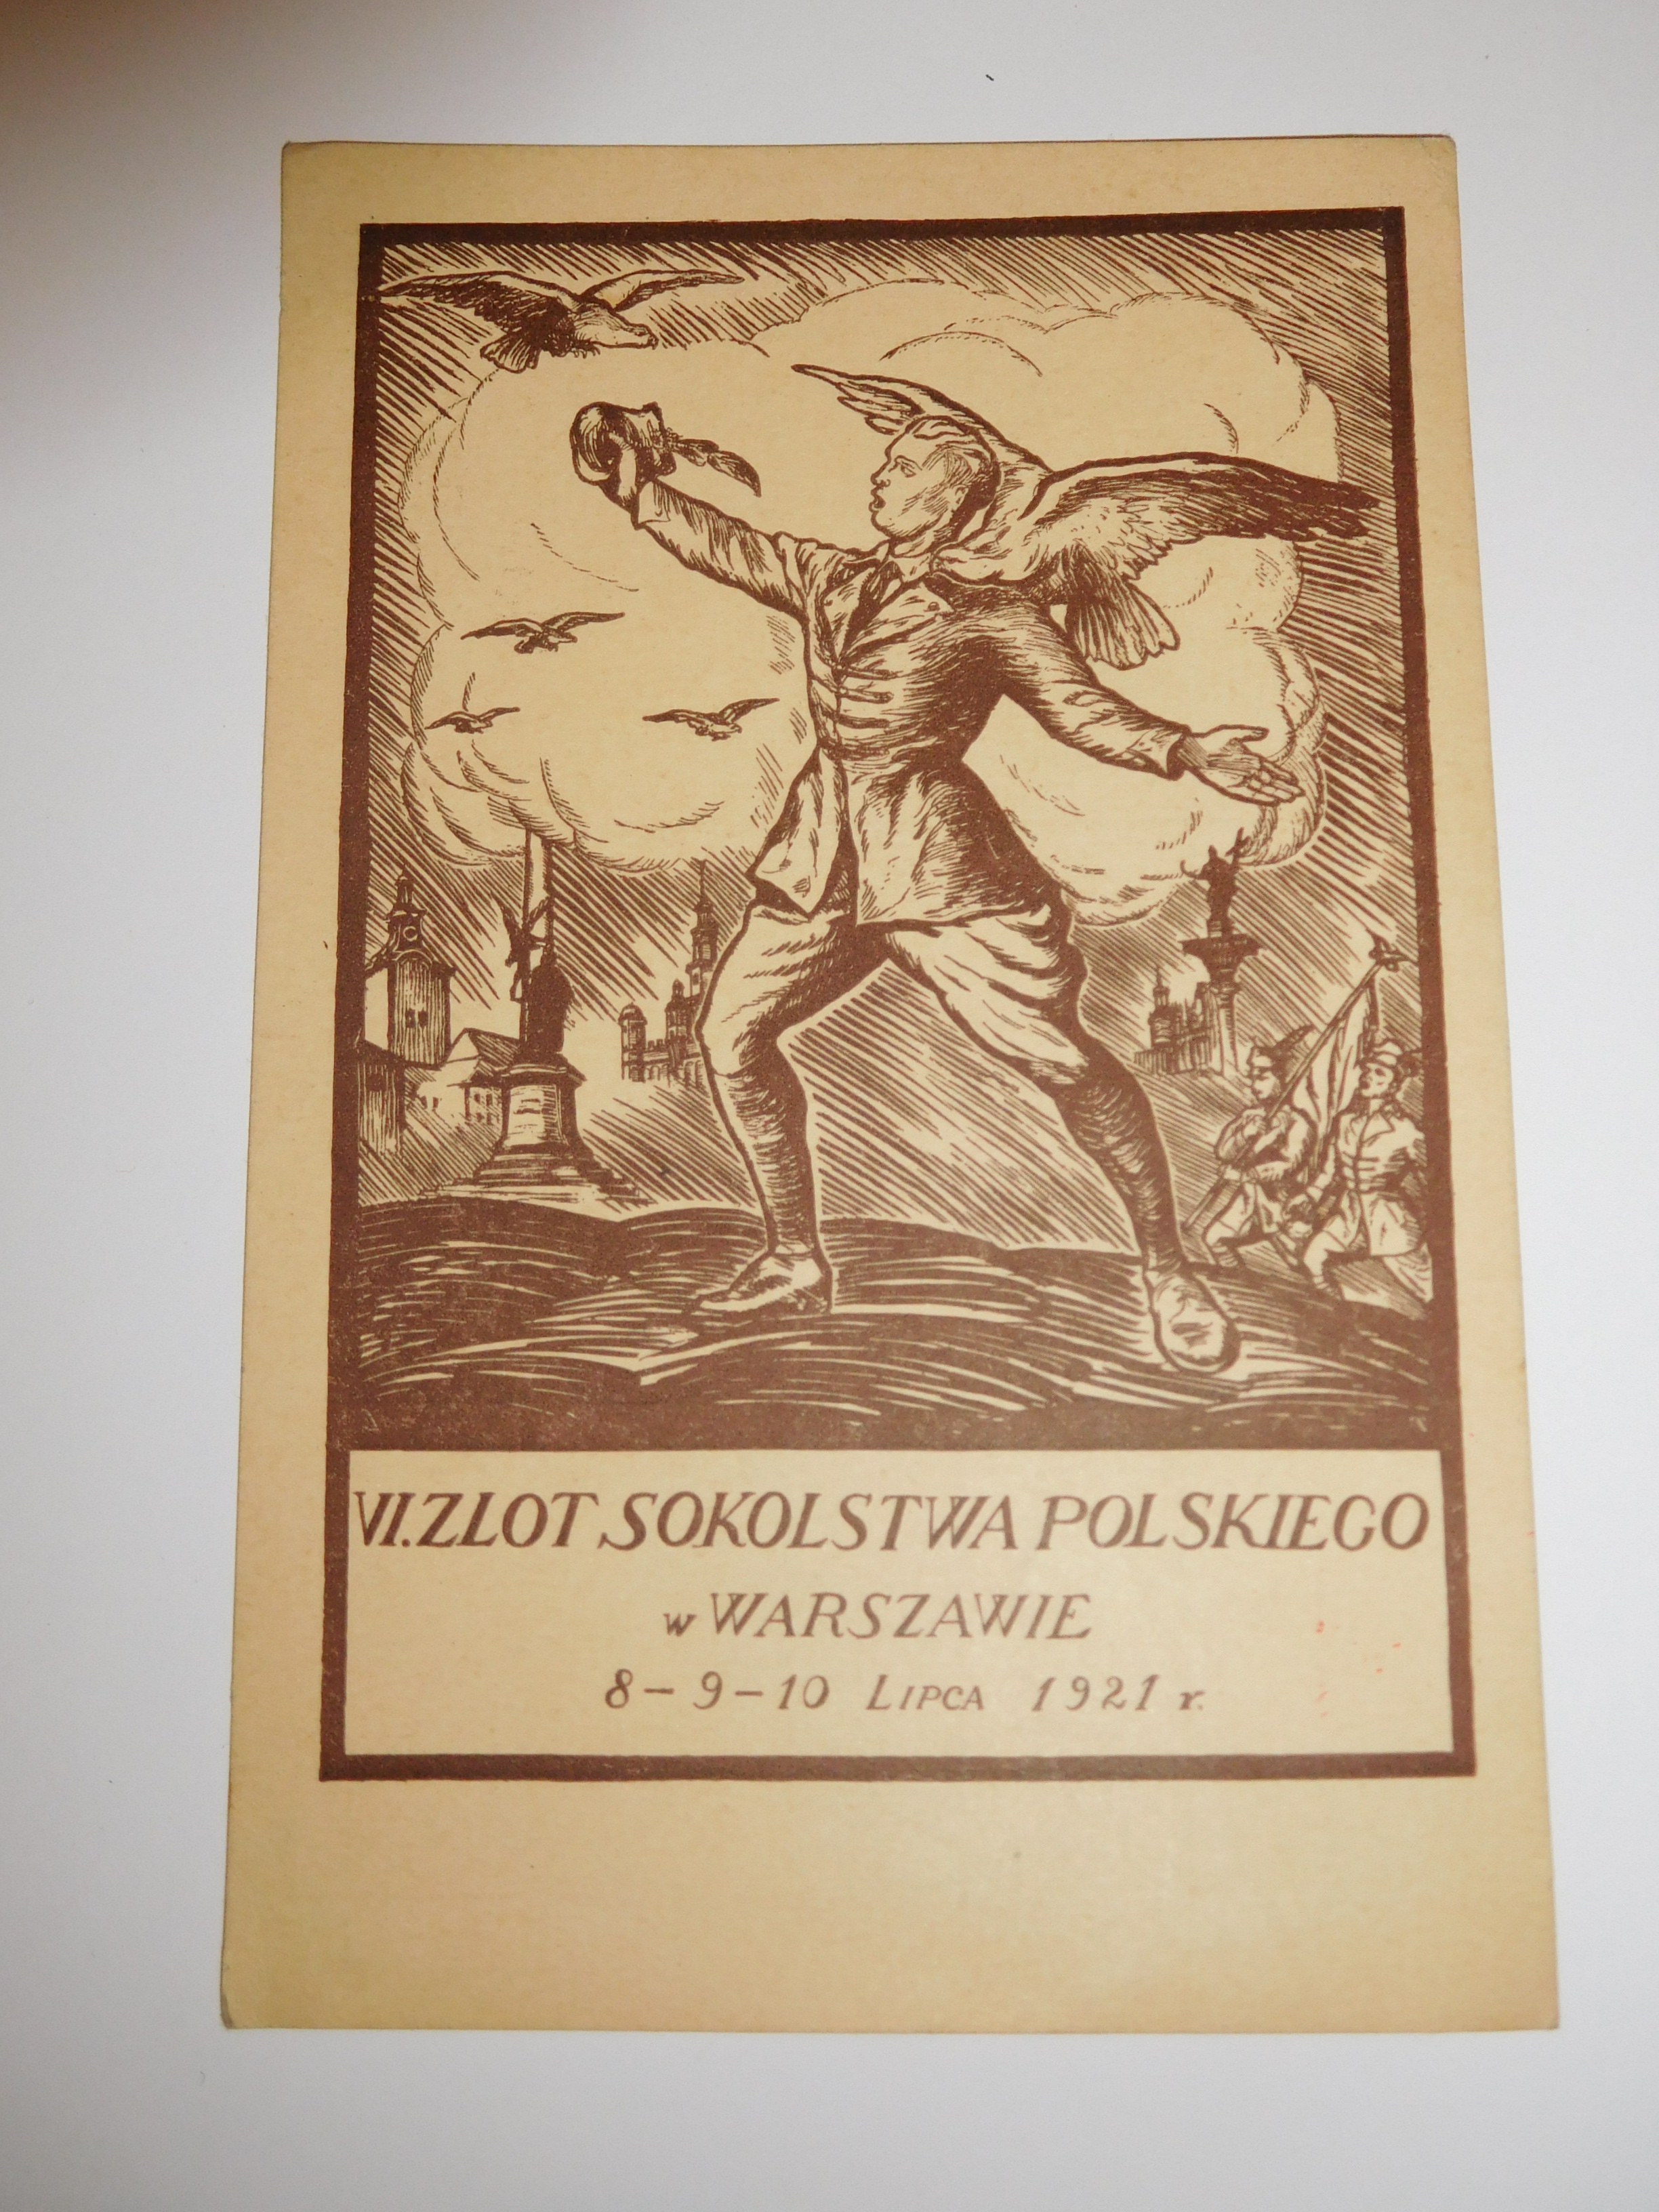 VI. ZLOT SOKOLSTWA POLSKIEGO
w WARSZAWIE
8 – 9 – 10 LIPCA 1921 r.